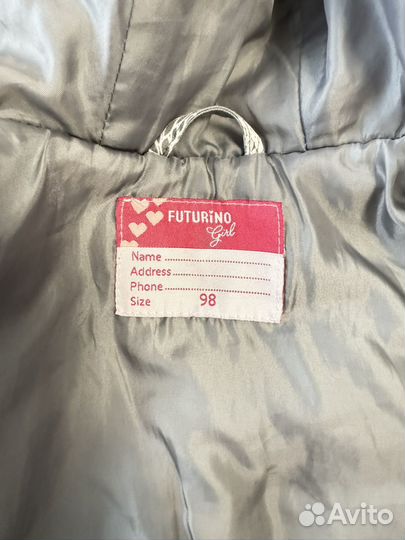 FUTURINO
Girl
Name..............................
Address..........................
Phone.............................
Size 98
Avito